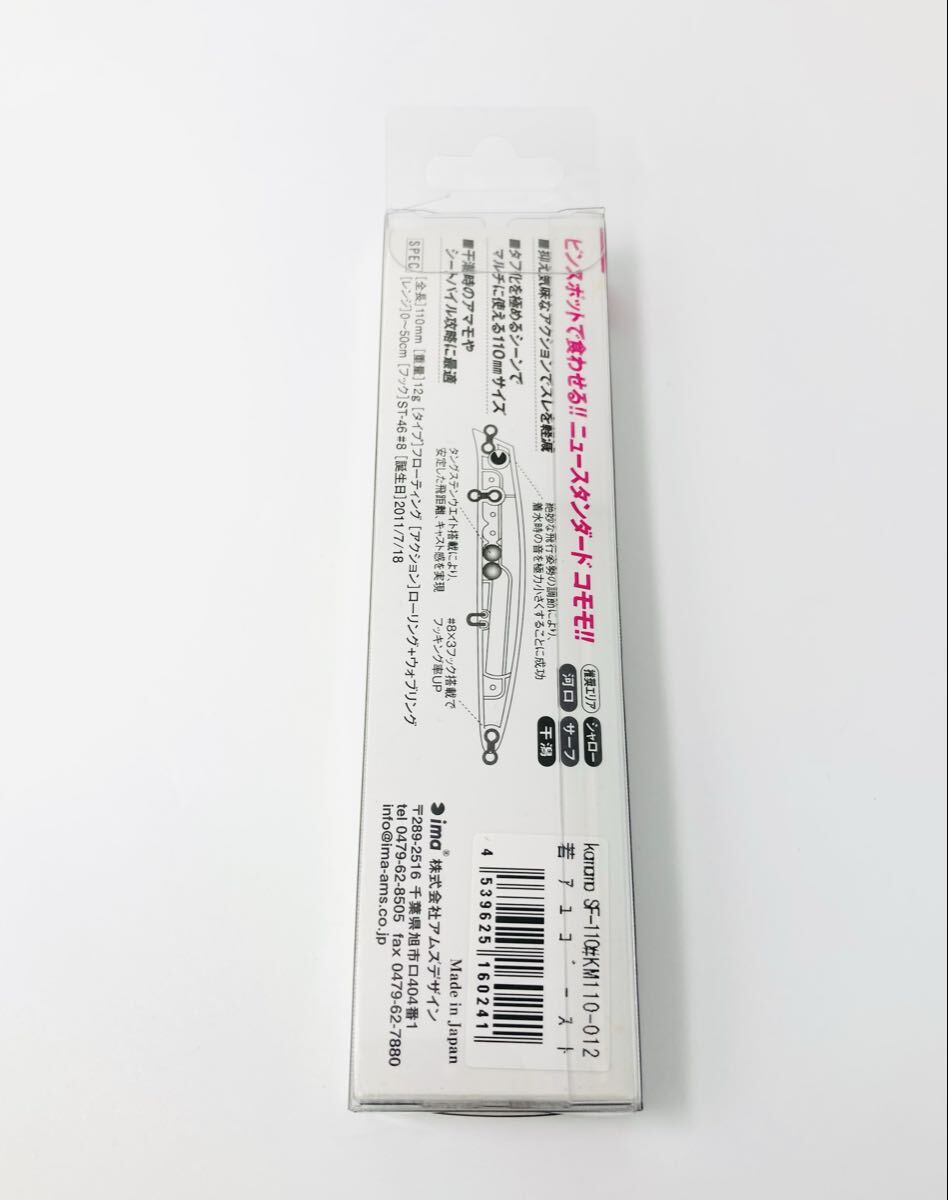 ピンスポットで食わせる!! ニュースタンダード コモモ!!
■抑え気味なアクションでスレを軽減
■タフ化を極めるシーンで
マルチに使える110mmサイズ
■干潮時のアマモや
シートパイル攻略に最適
SPEC [全長]110mm [重量]12g [タイプ]フローティング [アクション]ローリング+ウォブリング
[レンジ]0〜50cm [フック]ST-46 #8 [誕生日]2011/7/18
絶妙な飛行姿勢の調節により、
着水時の音を極力小さくすることに成功
タングステンウエイト搭載により、
安定した飛距離、キャスト感を実現
#8×3フック搭載で
フッキング率UP
推奨エリア シャロー
河口 サーフ
干潟
komomo SF-110 #KM110-012
若アユゴースト
4 539625 160241
Made in Japan
ima® 株式会社アムズデザイン
〒289-2516 千葉県旭市ロ404番1
tel 0479-62-8505 fax 0479-62-7880
info@ima-ams.co.jp